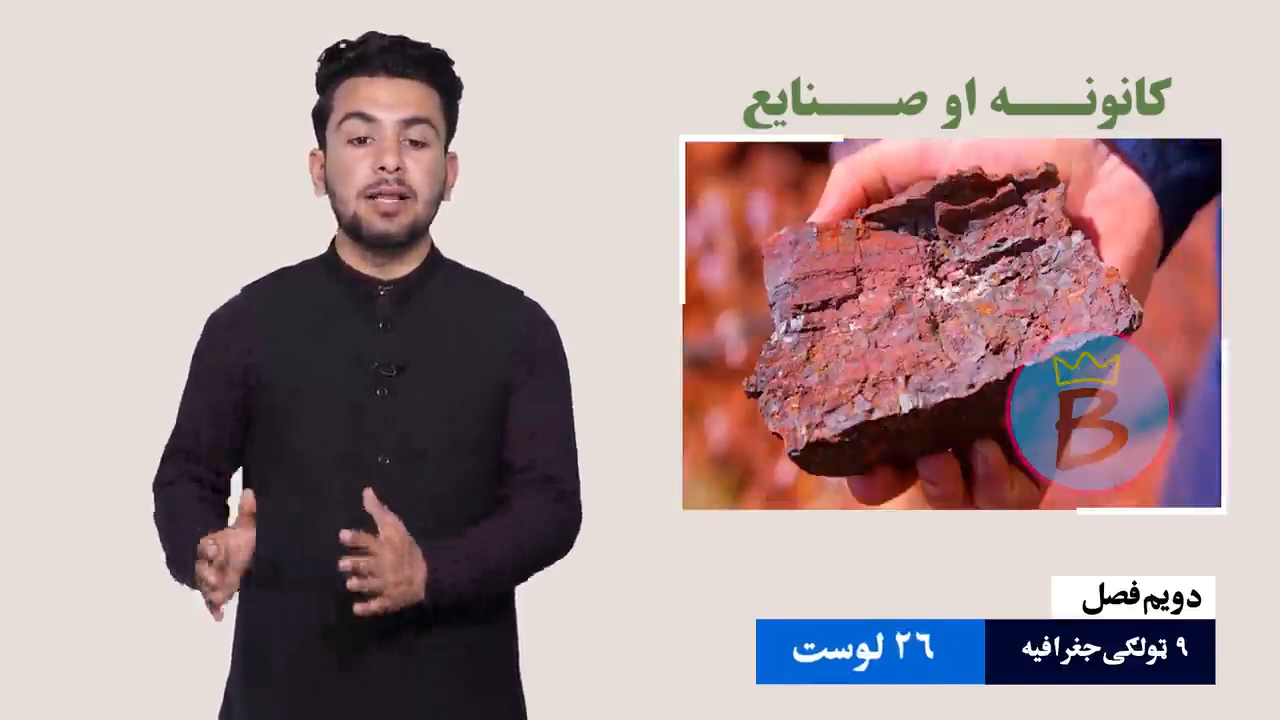 کانونه او صنایع
B
دویم فصل
۹ ټولګی جغرافیه
۲۶ لوست